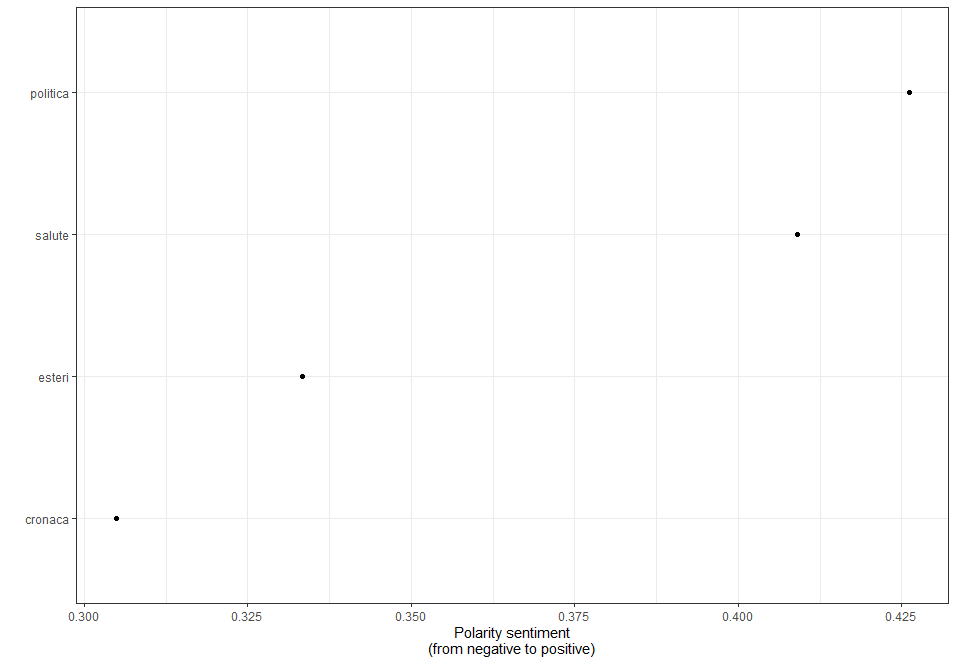 politica
salute
esteri
cronaca
0.300 0.325 0.350 0.375 0.400 0.425
Polarity sentiment
(from negative to positive)